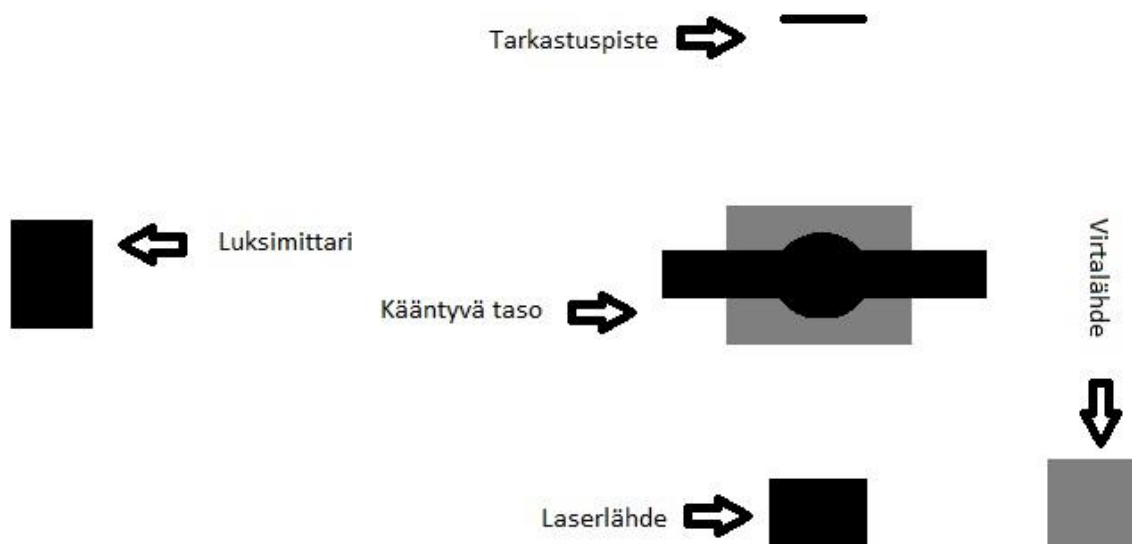 Tarkastuspiste
Luksimittari
Virtalähde
Kääntyvä taso
Laserlähde